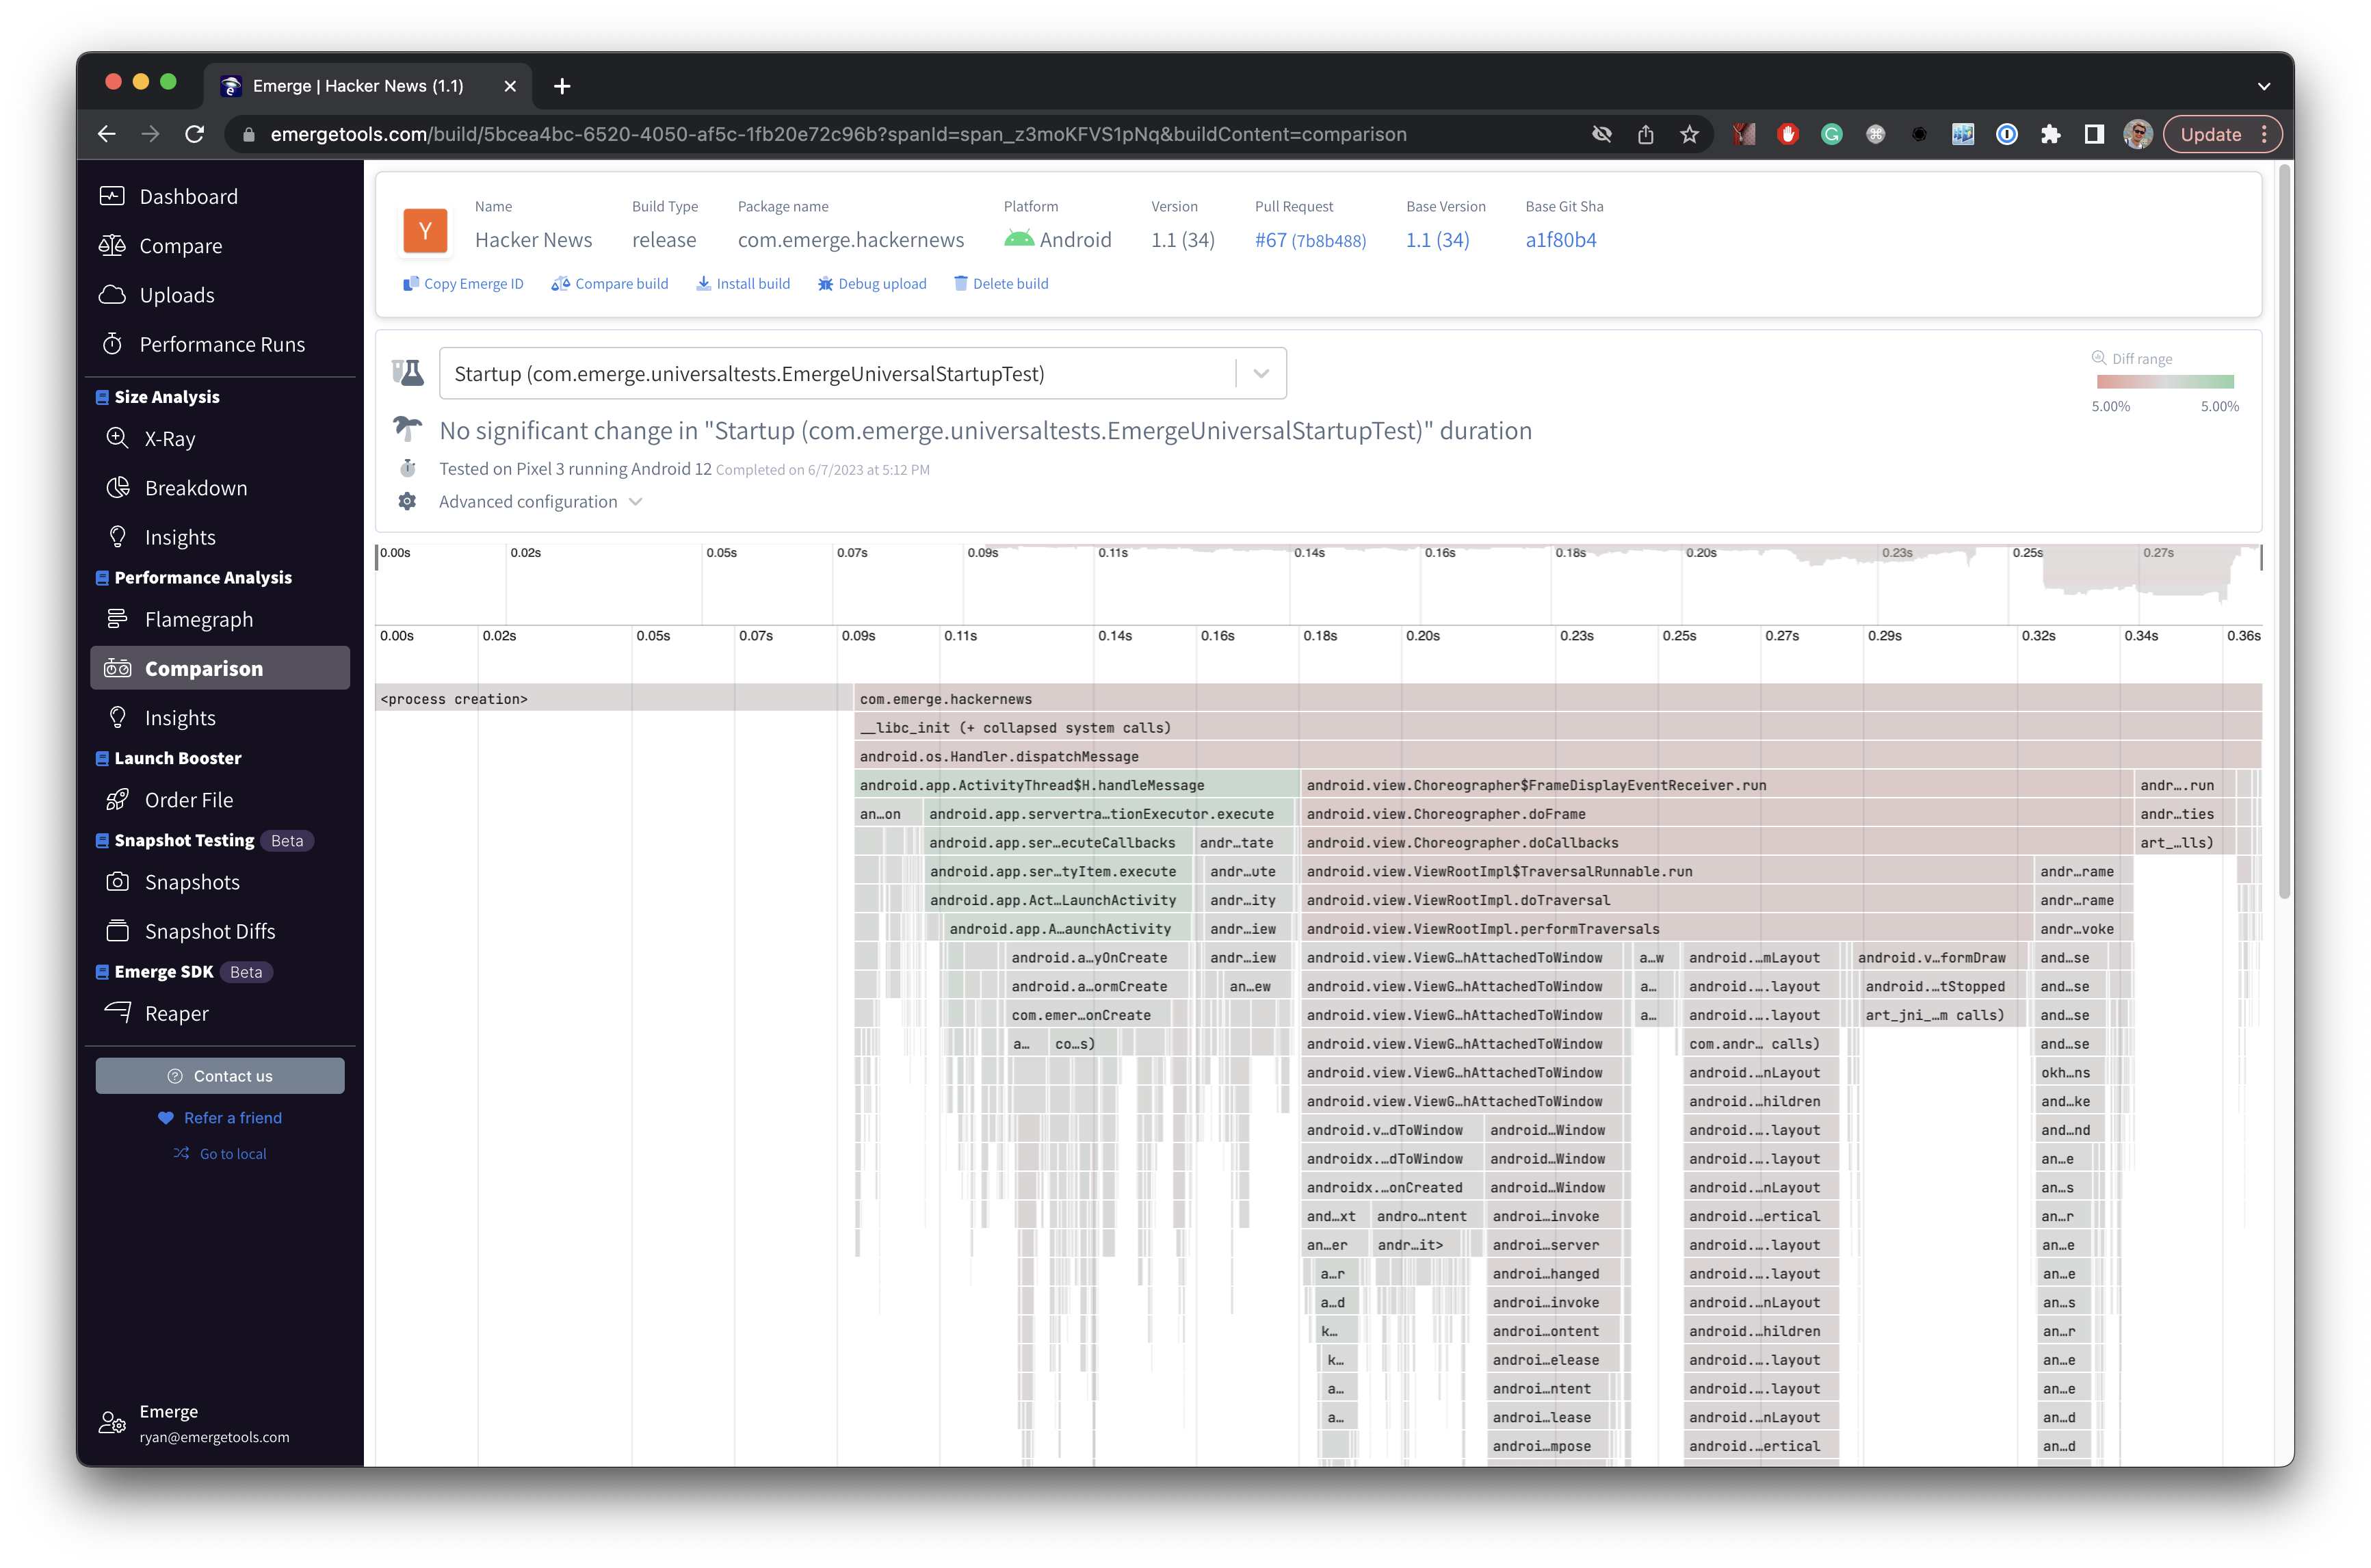 Emerge | Hacker News (1.1)
emergetools.com/build/5bcea4bc-6520-4050-af5c-1fb20e72c96b?spanId=span_z3moKFVS1pNq&buildContent=comparison
Update
Dashboard
Compare
Uploads
Performance Runs
Size Analysis
X-Ray
Breakdown
Insights
Performance Analysis
Flamegraph
Comparison
Insights
Launch Booster
Order File
Snapshot Testing Beta
Snapshots
Snapshot Diffs
Emerge SDK Beta
Reaper
Contact us
Refer a friend
Go to local
Emerge
ryan@emergetools.com
Y
Name Build Type Package name Platform Version Pull Request Base Version Base Git Sha
Hacker News release com.emerge.hackernews Android 1.1 (34) #67 (7b8b488) 1.1 (34) a1f80b4
Copy Emerge ID Compare build Install build Debug upload Delete build
Startup (com.emerge.universaltests.EmergeUniversalStartupTest)
Diff range
5.00% 5.00%
No significant change in "Startup (com.emerge.universaltests.EmergeUniversalStartupTest)" duration
Tested on Pixel 3 running Android 12 Completed on 6/7/2023 at 5:12 PM
Advanced configuration
0.00s 0.02s 0.05s 0.07s 0.09s 0.11s 0.14s 0.16s 0.18s 0.20s 0.23s 0.25s 0.27s
0.00s 0.02s 0.05s 0.07s 0.09s 0.11s 0.14s 0.16s 0.18s 0.20s 0.23s 0.25s 0.27s 0.29s 0.32s 0.34s 0.36s
<process creation> com.emerge.hackernews
__libc_init (+ collapsed system calls)
android.os.Handler.dispatchMessage
android.app.ActivityThread$H.handleMessage android.view.Choreographer$FrameDisplayEventReceiver.run andr….run
an…on android.app.servertra…tionExecutor.execute android.view.Choreographer.doFrame andr…ties
android.app.ser…ecuteCallbacks andr…tate android.view.Choreographer.doCallbacks art_…lls)
android.app.ser…tyItem.execute andr…ute android.view.ViewRootImpl$TraversalRunnable.run andr…rame
android.app.Act…LaunchActivity andr…ity android.view.ViewRootImpl.doTraversal andr…rame
android.app.A…aunchActivity andr…iew android.view.ViewRootImpl.performTraversals andr…voke
android.a…yOnCreate andr…iew android.view.ViewG…hAttachedToWindow a…w android.…mLayout android.v…formDraw and…se
android.a…ormCreate an…ew android.view.ViewG…hAttachedToWindow a… android.….layout android.…tStopped and…se
com.emer…onCreate android.view.ViewG…hAttachedToWindow a… android.….layout art_jni_…m calls) and…se
a… co…s) android.view.ViewG…hAttachedToWindow com.andr… calls) and…se
android.view.ViewG…hAttachedToWindow android.…nLayout okh…ns
android.view.ViewG…hAttachedToWindow android.…hildren and…ke
android.v…dToWindow android…Window android.….layout and…nd
androidx.…dToWindow android…Window android.….layout an…e
androidx.…onCreated android…Window android.…nLayout an…s
and…xt andro…ntent androi…invoke android.…ertical an…r
an…er andr…it> androi…server android.….layout an…e
a…r androi…hanged android.….layout an…e
a…d androi…invoke android.…nLayout an…s
k… androi…ontent android.…hildren an…r
k… androi…elease android.….layout an…e
a… androi…ntent android.….layout an…e
a… androi…lease android.…nLayout an…d
androi…mpose android.…ertical an…d